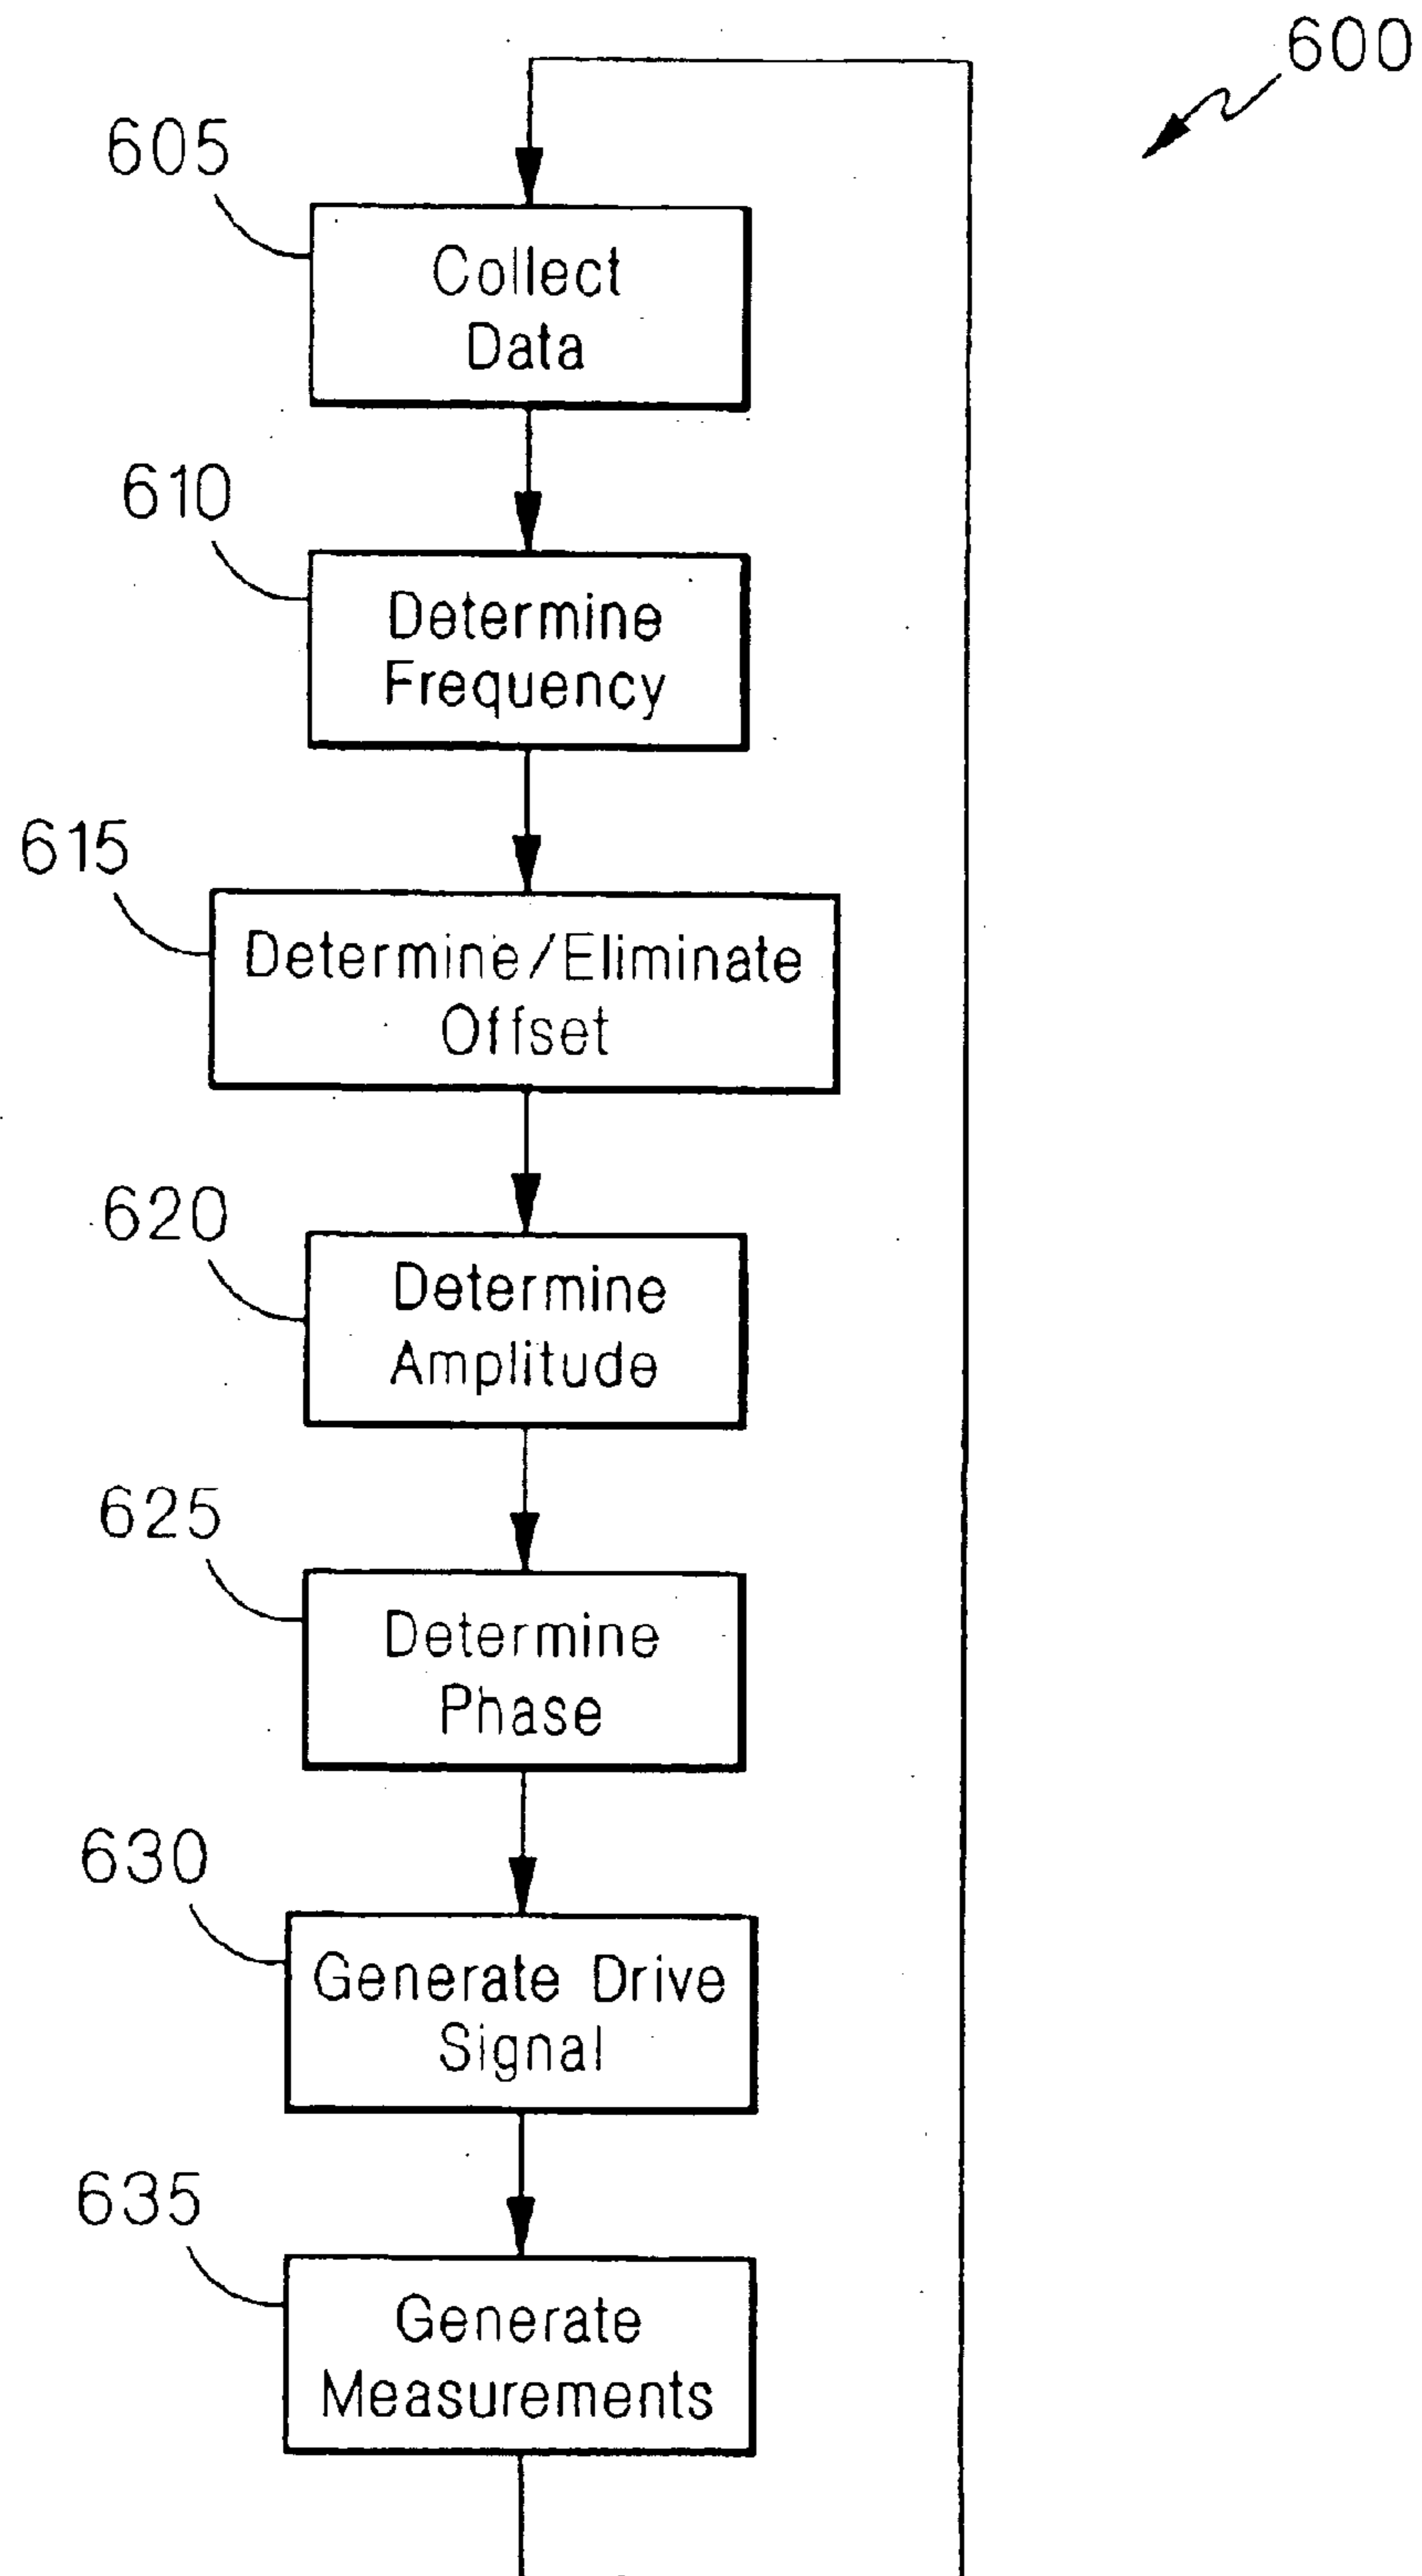 600
605
Collect
Data
610
Determine
Frequency
615
Determine/Eliminate
Offset
620
Determine
Amplitude
625
Determine
Phase
630
Generate Drive
Signal
635
Generate
Measurements